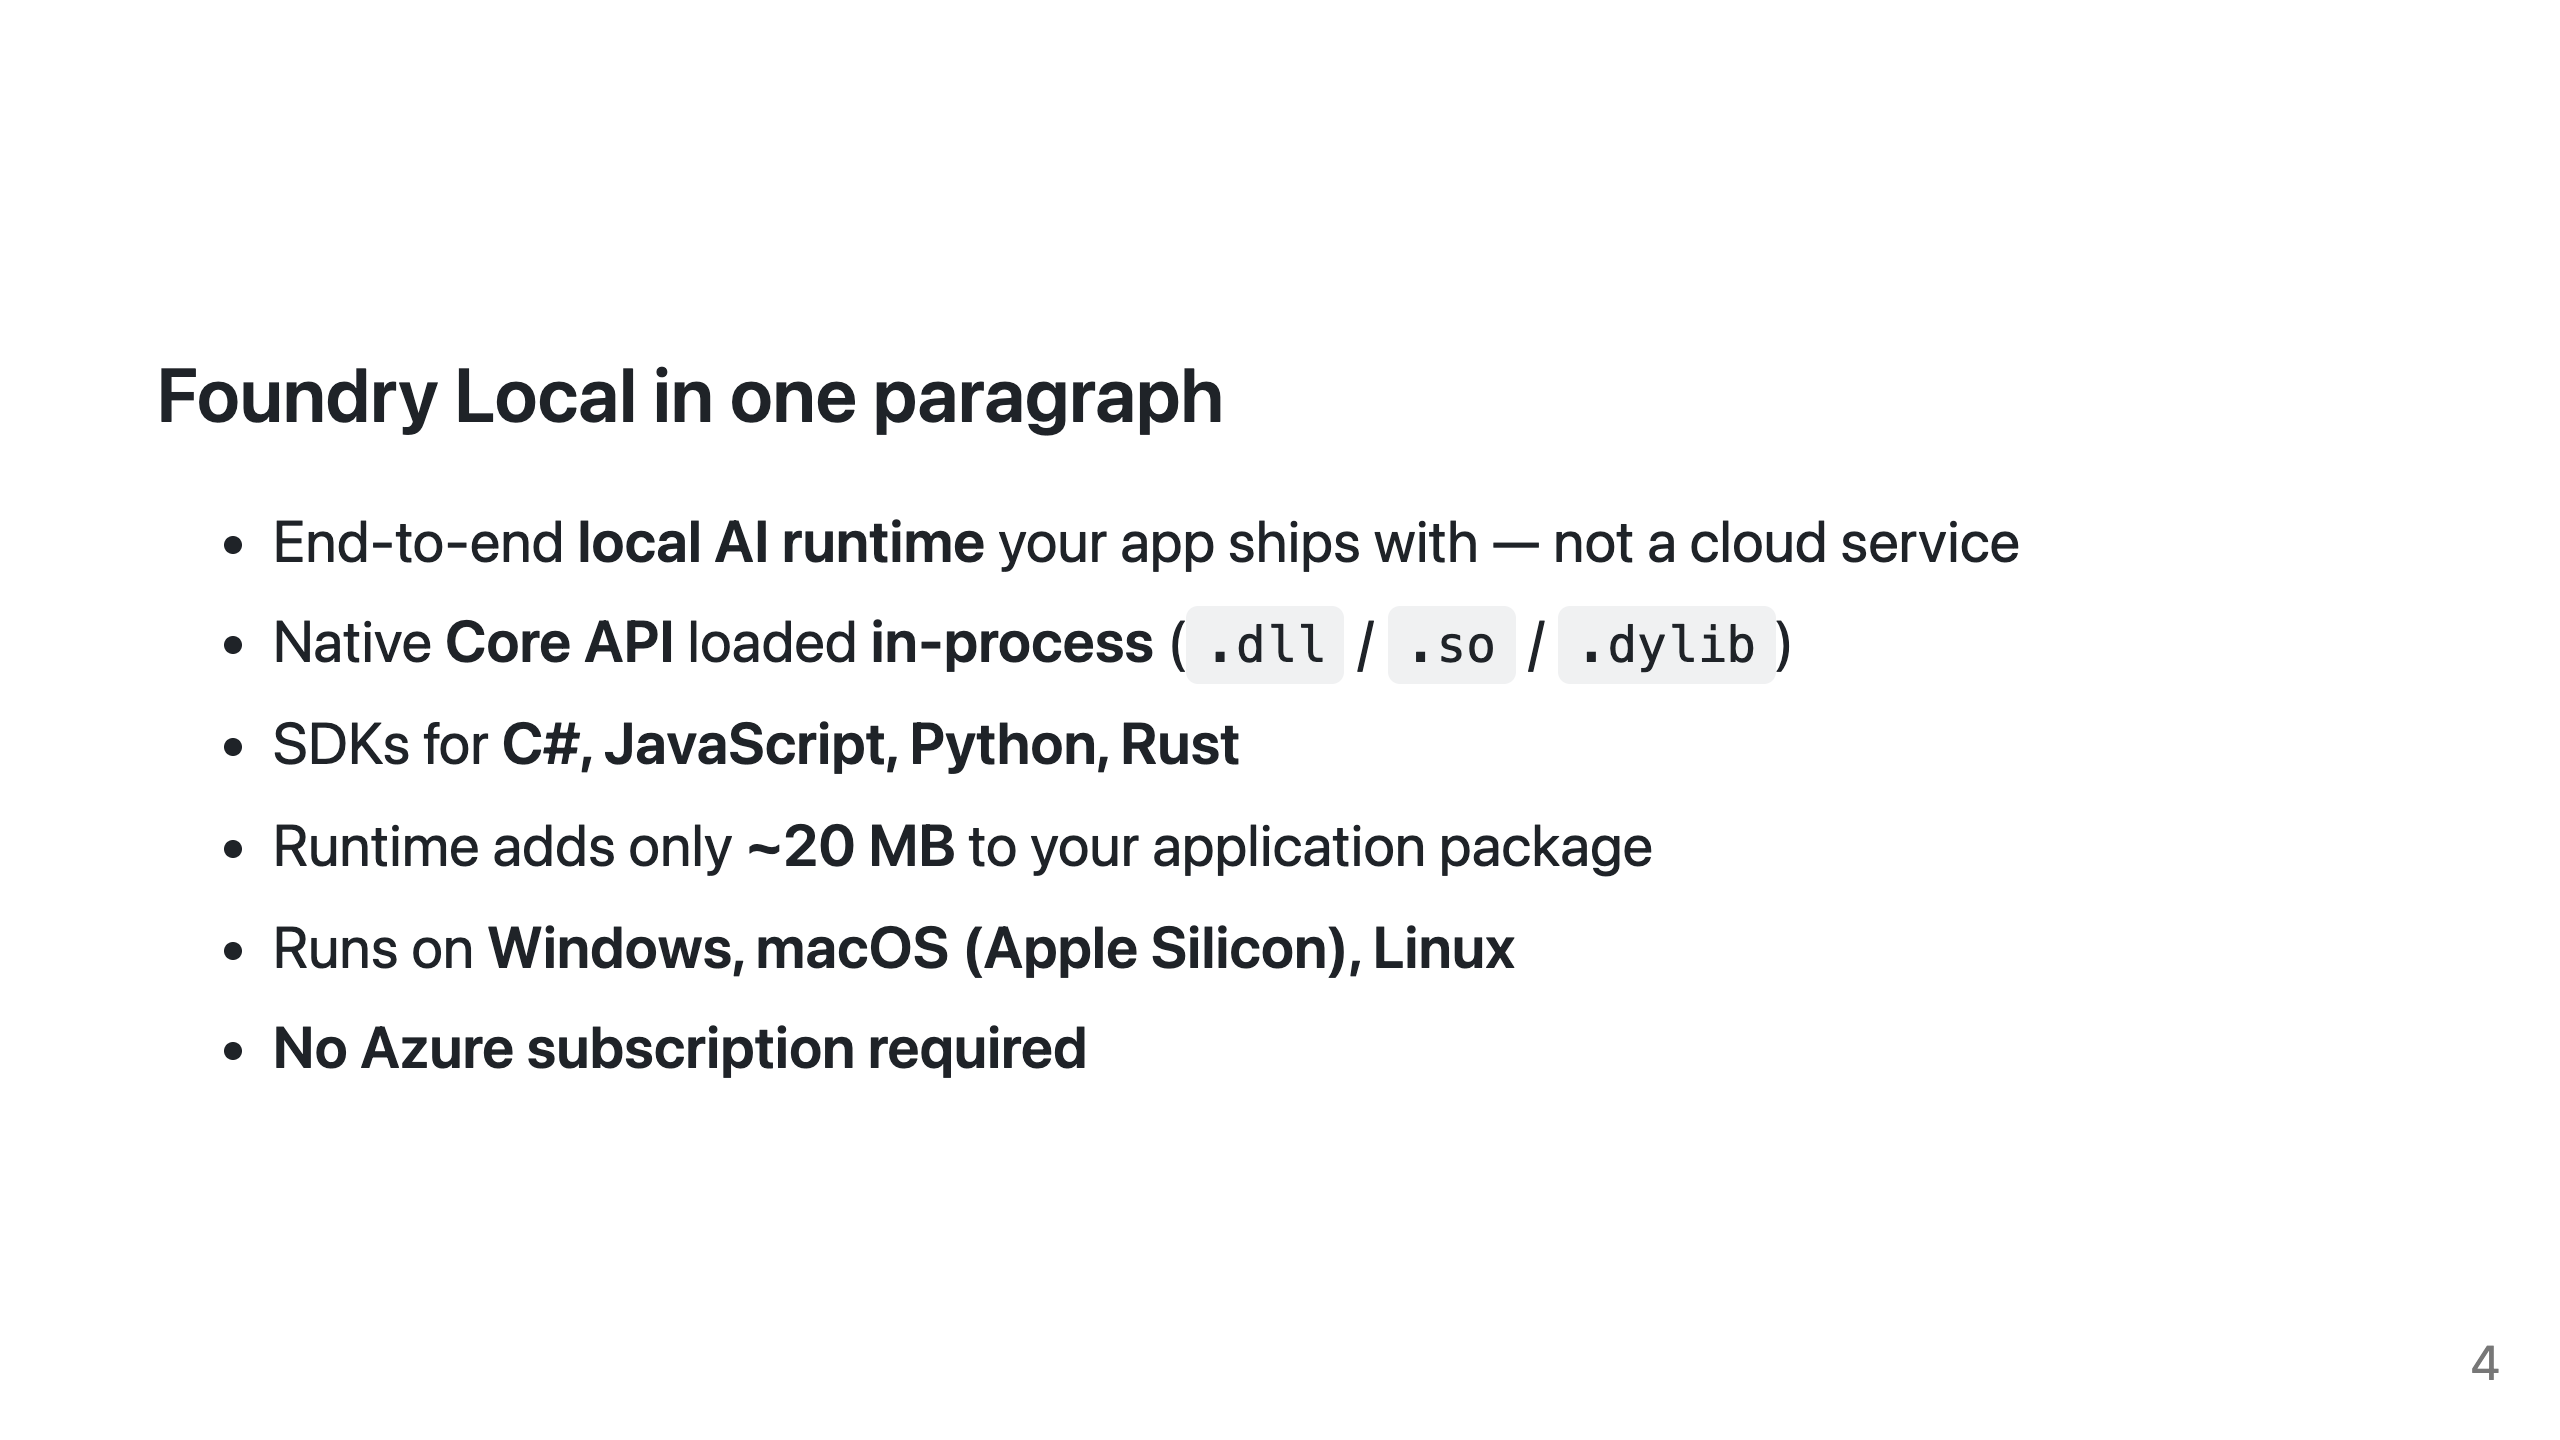 Foundry Local in one paragraph
• End-to-end local AI runtime your app ships with — not a cloud service
• Native Core API loaded in-process ( .dll / .so / .dylib )
• SDKs for C#, JavaScript, Python, Rust
• Runtime adds only ~20 MB to your application package
• Runs on Windows, macOS (Apple Silicon), Linux
• No Azure subscription required
4